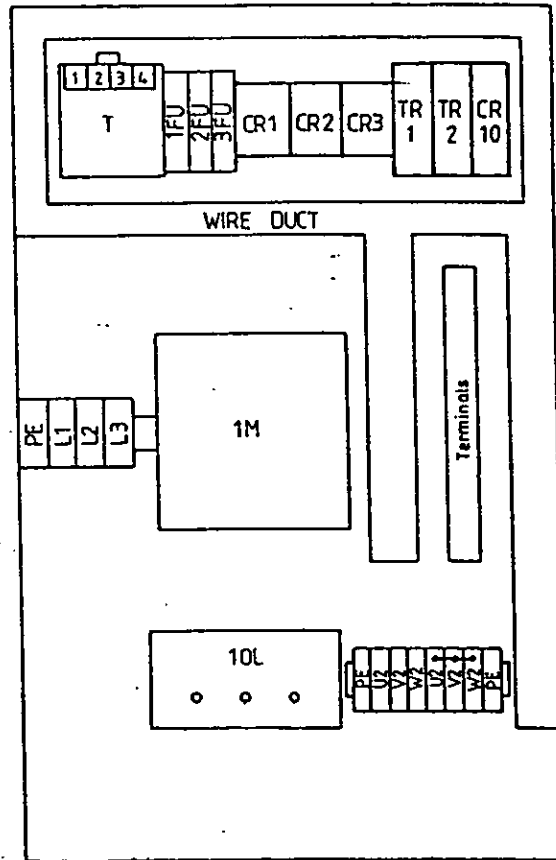 1 2 3 4
T
1FU
2FU
3FU
CR1
CR2
CR3
TR
1
TR
2
CR
10
WIRE DUCT
PE
L1
L2
L3
1M
Terminals
10L
PE
U2
V2
W2
U2
V2
W2
PE